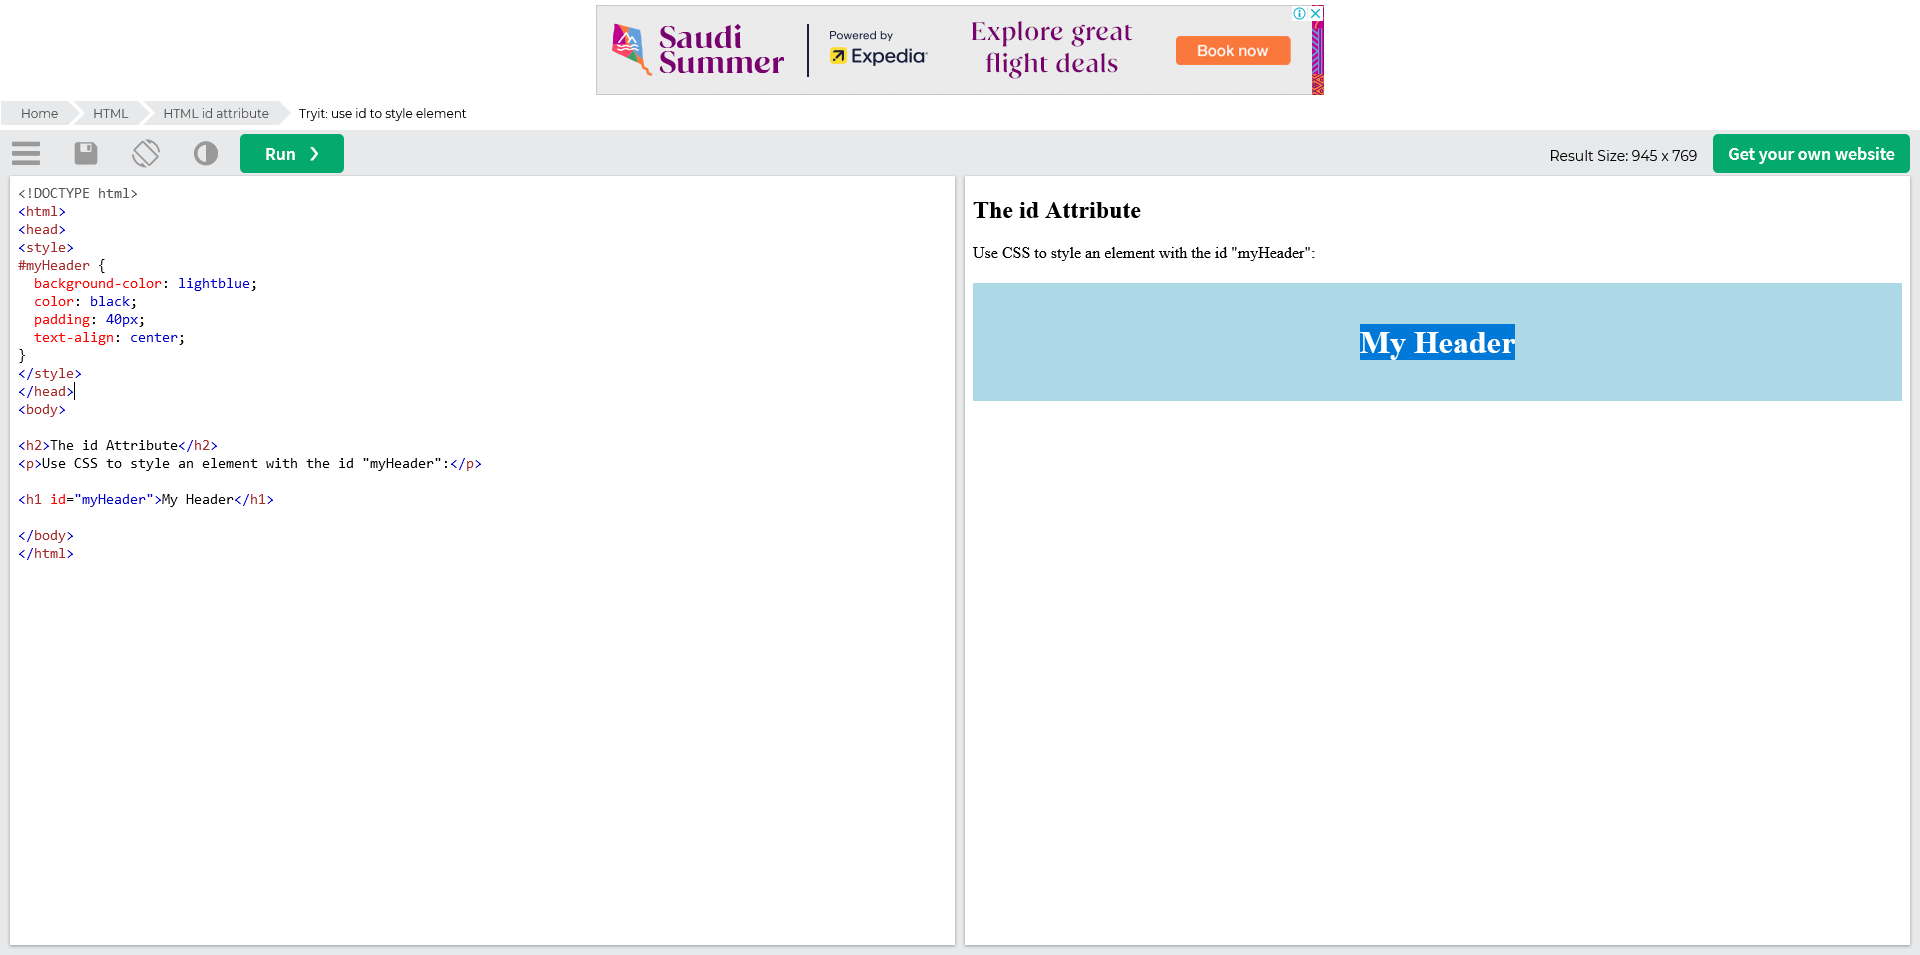 Saudi
Summer
Powered by
Expedia
Explore great
flight deals
Book now
Home
HTML
HTML id attribute
Tryit: use id to style element
Run ❯
Result Size: 945 x 769
Get your own website
<!DOCTYPE html>
<html>
<head>
<style>
#myHeader {
  background-color: lightblue;
  color: black;
  padding: 40px;
  text-align: center;
}
</style>
</head>
<body>

<h2>The id Attribute</h2>
<p>Use CSS to style an element with the id "myHeader":</p>

<h1 id="myHeader">My Header</h1>

</body>
</html>
The id Attribute
Use CSS to style an element with the id "myHeader":
My Header